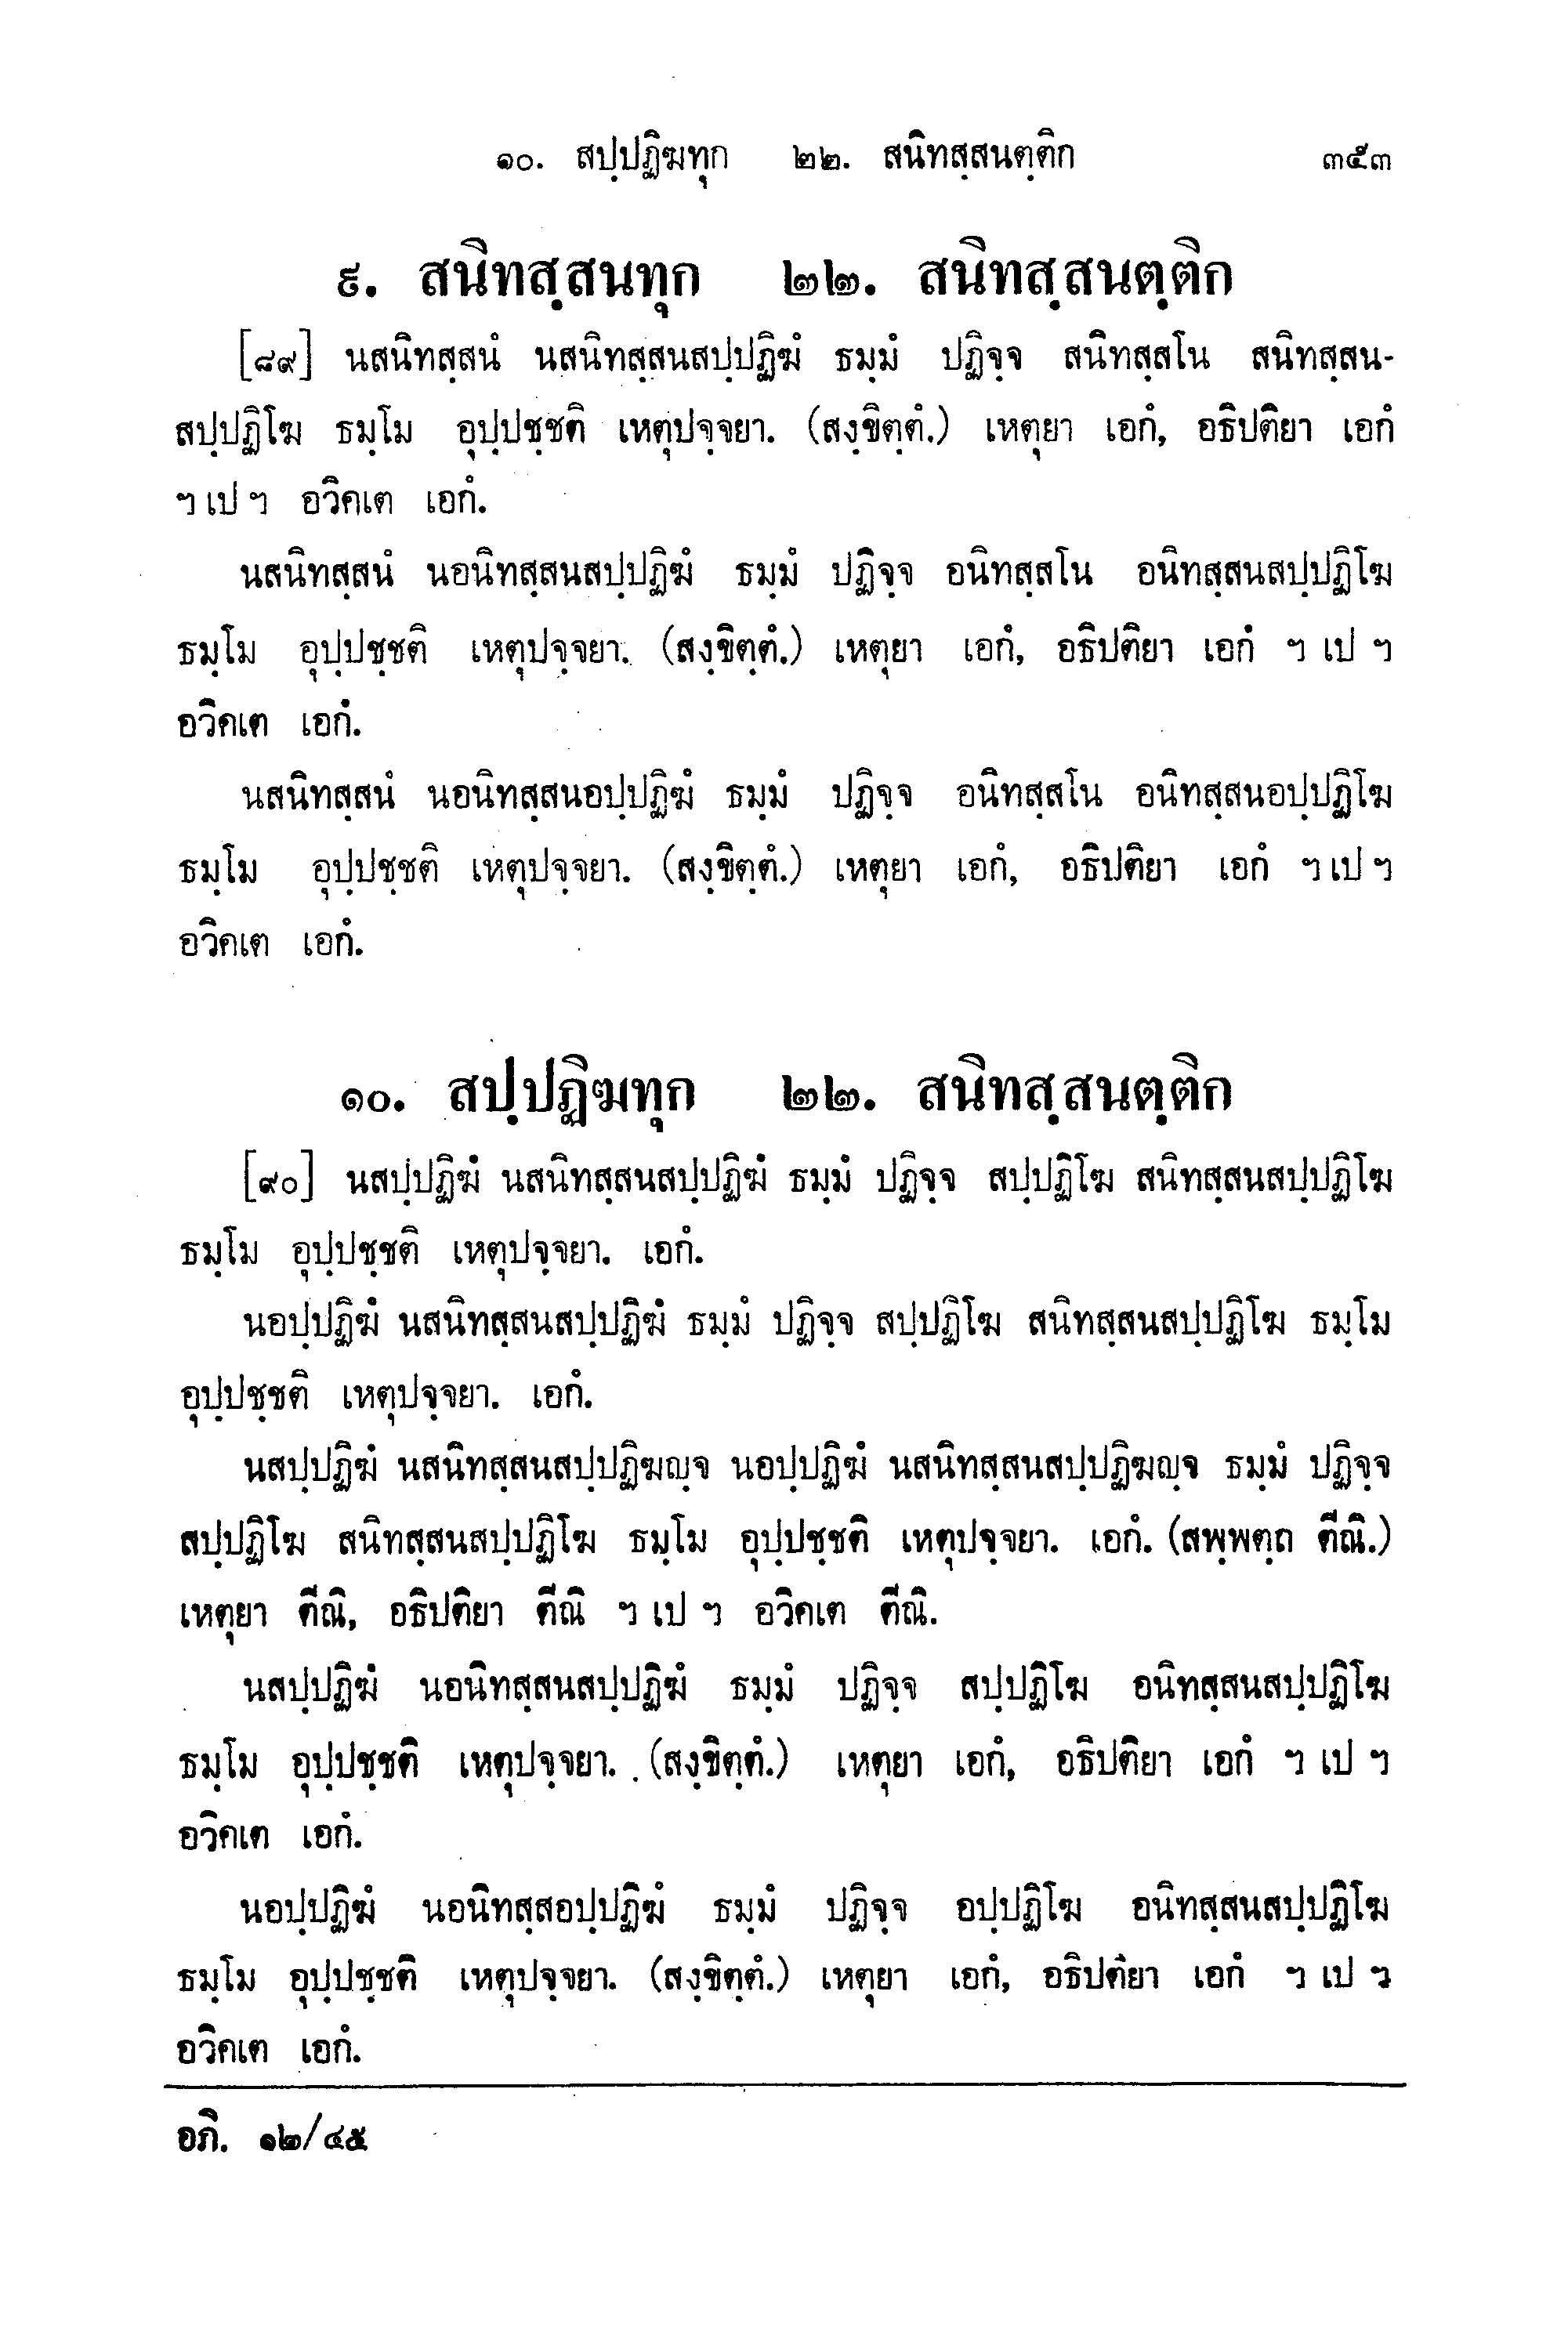 ๑๐. สปฺปฏิฆทุก ๒๒. สนิทสฺสนตฺติก ๓๕๓
๙. สนิทสฺสนทุก ๒๒. สนิทสฺสนตฺติก
[๘๙] นสนิทสฺสนํ นสนิทสฺสนสปฺปฏิฆํ ธมฺมํ ปฏิจฺจ สนิทสฺสโน สนิทสฺสน-
สปฺปฏิโฆ ธมฺโม อุปฺปชฺชติ เหตุปจฺจยา. (สงฺขิตฺตํ.) เหตุยา เอกํ, อธิปติยา เอกํ
ฯ เป ฯ อวิคเต เอกํ.
นสนิทสฺสนํ นอนิทสฺสนสปฺปฏิฆํ ธมฺมํ ปฏิจฺจ อนิทสฺสโน อนิทสฺสนสปฺปฏิโฆ
ธมฺโม อุปฺปชฺชติ เหตุปจฺจยา. (สงฺขิตฺตํ.) เหตุยา เอกํ, อธิปติยา เอกํ ฯ เป ฯ
อวิคเต เอกํ.
นสนิทสฺสนํ นอนิทสฺสนอปฺปฏิฆํ ธมฺมํ ปฏิจฺจ อนิทสฺสโน อนิทสฺสนอปฺปฏิโฆ
ธมฺโม อุปฺปชฺชติ เหตุปจฺจยา. (สงฺขิตฺตํ.) เหตุยา เอกํ, อธิปติยา เอกํ ฯ เป ฯ
อวิคเต เอกํ.
๑๐. สปฺปฏิฆทุก ๒๒. สนิทสฺสนตฺติก
[๙๐] นสปฺปฏิฆํ นสนิทสฺสนสปฺปฏิฆํ ธมฺมํ ปฏิจฺจ สปฺปฏิโฆ สนิทสฺสนสปฺปฏิโฆ
ธมฺโม อุปฺปชฺชติ เหตุปจฺจยา. เอกํ.
นอปฺปฏิฆํ นสนิทสฺสนสปฺปฏิฆํ ธมฺมํ ปฏิจฺจ สปฺปฏิโฆ สนิทสฺสนสปฺปฏิโฆ ธมฺโม
อุปฺปชฺชติ เหตุปจฺจยา. เอกํ.
นสปฺปฏิฆํ นสนิทสฺสนสปฺปฏิฆญฺจ นอปฺปฏิฆํ นสนิทสฺสนสปฺปฏิฆญฺจ ธมฺมํ ปฏิจฺจ
สปฺปฏิโฆ สนิทสฺสนสปฺปฏิโฆ ธมฺโม อุปฺปชฺชติ เหตุปจฺจยา. เอกํ. (สพฺพตฺถ ตีณิ.)
เหตุยา ตีณิ, อธิปติยา ตีณิ ฯ เป ฯ อวิคเต ตีณิ.
นสปฺปฏิฆํ นอนิทสฺสนสปฺปฏิฆํ ธมฺมํ ปฏิจฺจ สปฺปฏิโฆ อนิทสฺสนสปฺปฏิโฆ
ธมฺโม อุปฺปชฺชติ เหตุปจฺจยา. (สงฺขิตฺตํ.) เหตุยา เอกํ, อธิปติยา เอกํ ฯ เป ฯ
อวิคเต เอกํ.
นอปฺปฏิฆํ นอนิทสฺสอปฺปฏิฆํ ธมฺมํ ปฏิจฺจ อปฺปฏิโฆ อนิทสฺสนสปฺปฏิโฆ
ธมฺโม อุปฺปชฺชติ เหตุปจฺจยา. (สงฺขิตฺตํ.) เหตุยา เอกํ, อธิปติยา เอกํ ฯ เป ฯ
อวิคเต เอกํ.
อภิ. ๑๒/๔๕